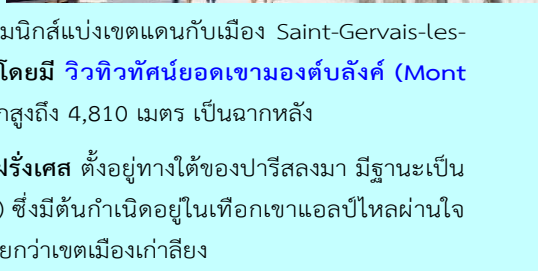 มนิกส์แบ่งเขตแดนกับเมือง Saint-Gervais-les-
โดยมี วิวทิวทัศน์ยอดเขามองต์บลังค์ (Mont
กสูงถึง 4,810 เมตร เป็นฉากหลัง
ฝรั่งเศส ตั้งอยู่ทางใต้ของปารีสลงมา มีฐานะเป็น
) ซึ่งมีต้นกำเนิดอยู่ในเทือกเขาแอลป์ไหลผ่านใจ
ยกว่าเขตเมืองเก่าลียง